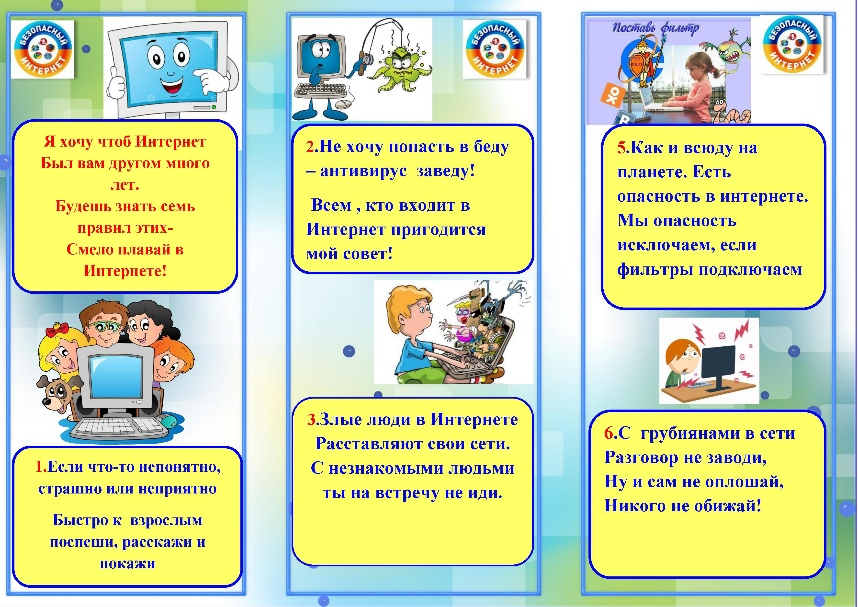 БЕЗОПАСНЫЙ
ИНТЕРНЕТ
Я хочу чтоб Интернет
Был вам другом много
лет.
Будешь знать семь
правил этих-
Смело плавай в
Интернете!
1.Если что-то непонятно,
страшно или неприятно
Быстро к взрослым
поспеши, расскажи и
покажи
БЕЗОПАСНЫЙ
ИНТЕРНЕТ
2.Не хочу попасть в беду
– антивирус заведу!
Всем , кто входит в
Интернет пригодится
мой совет!
3.Злые люди в Интернете
Расставляют свои сети.
С незнакомыми людьми
ты на встречу не иди.
Поставь фильтр
БЕЗОПАСНЫЙ
ИНТЕРНЕТ
5.Как и всюду на
планете, Есть
опасность в интернете.
Мы опасность
исключаем, если
фильтры подключаем
6.С грубиянами в сети
Разговор не заводи,
Ну и сам не оплошай,
Никого не обижай!